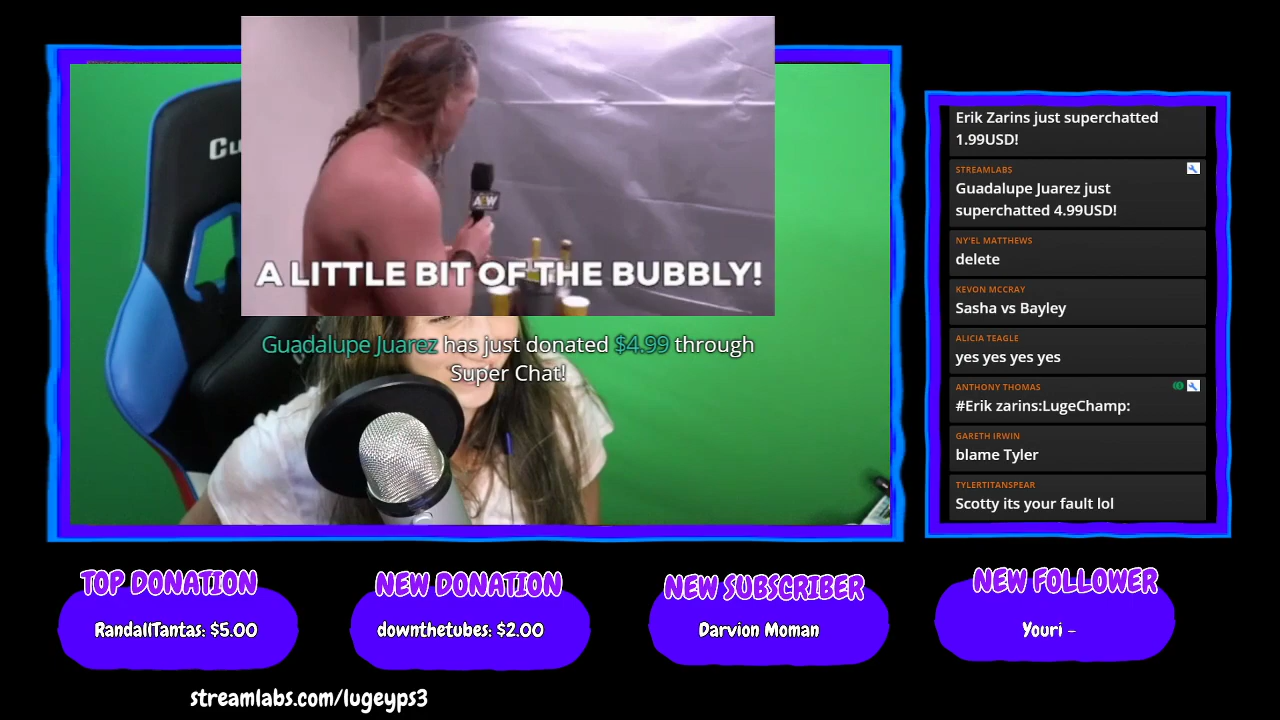 Cu
AEW
A LITTLE BIT OF THE BUBBLY!
Guadalupe Juarez has just donated $4.99 through
Super Chat!
Erik Zarins just superchatted
1.99USD!
STREAMLABS
Guadalupe Juarez just
superchatted 4.99USD!
NY'EL MATTHEWS
delete
KEVON MCCRAY
Sasha vs Bayley
ALICIA TEAGLE
yes yes yes yes
ANTHONY THOMAS
#Erik zarins:LugeChamp:
GARETH IRWIN
blame Tyler
TYLERTITANSPEAR
Scotty its your fault lol
TOP DONATION
RandallTantas: $5.00
NEW DONATION
downthetubes: $2.00
NEW SUBSCRIBER
Darvion Moman
NEW FOLLOWER
Youri -
streamlabs.com/lugeyps3